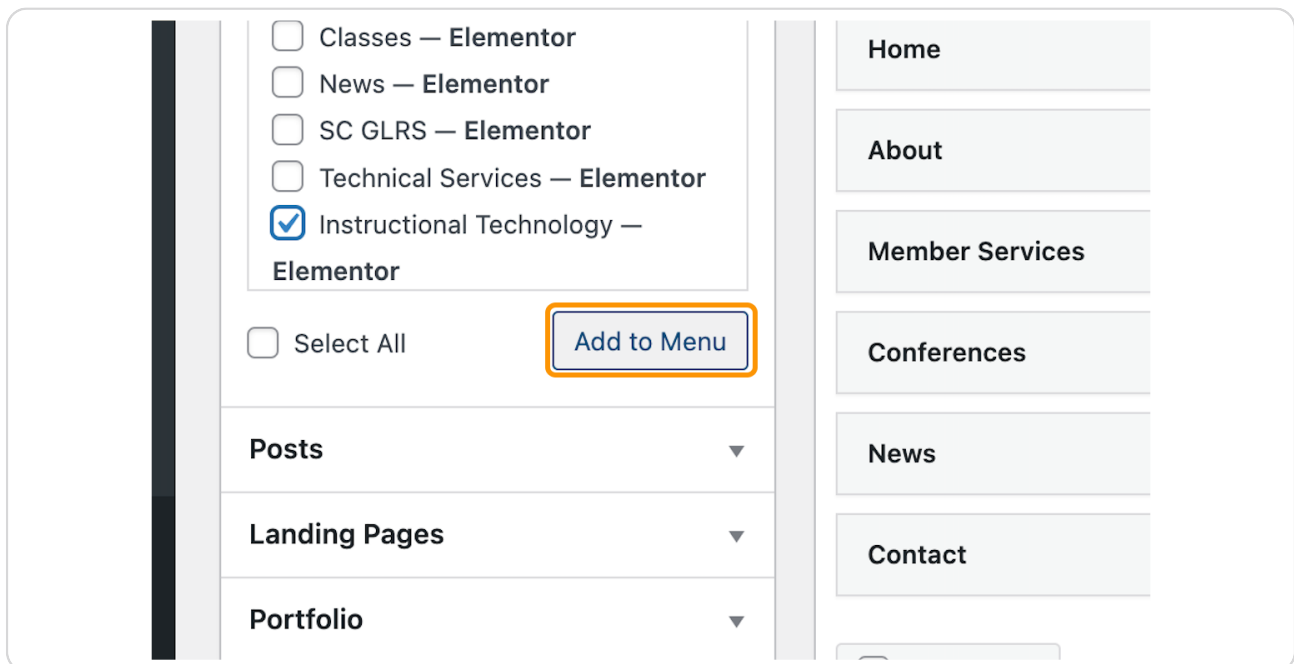 Classes — Elementor
News — Elementor
SC GLRS — Elementor
Technical Services — Elementor
Instructional Technology —
Elementor
Select All
Add to Menu
Posts
Landing Pages
Portfolio
Home
About
Member Services
Conferences
News
Contact